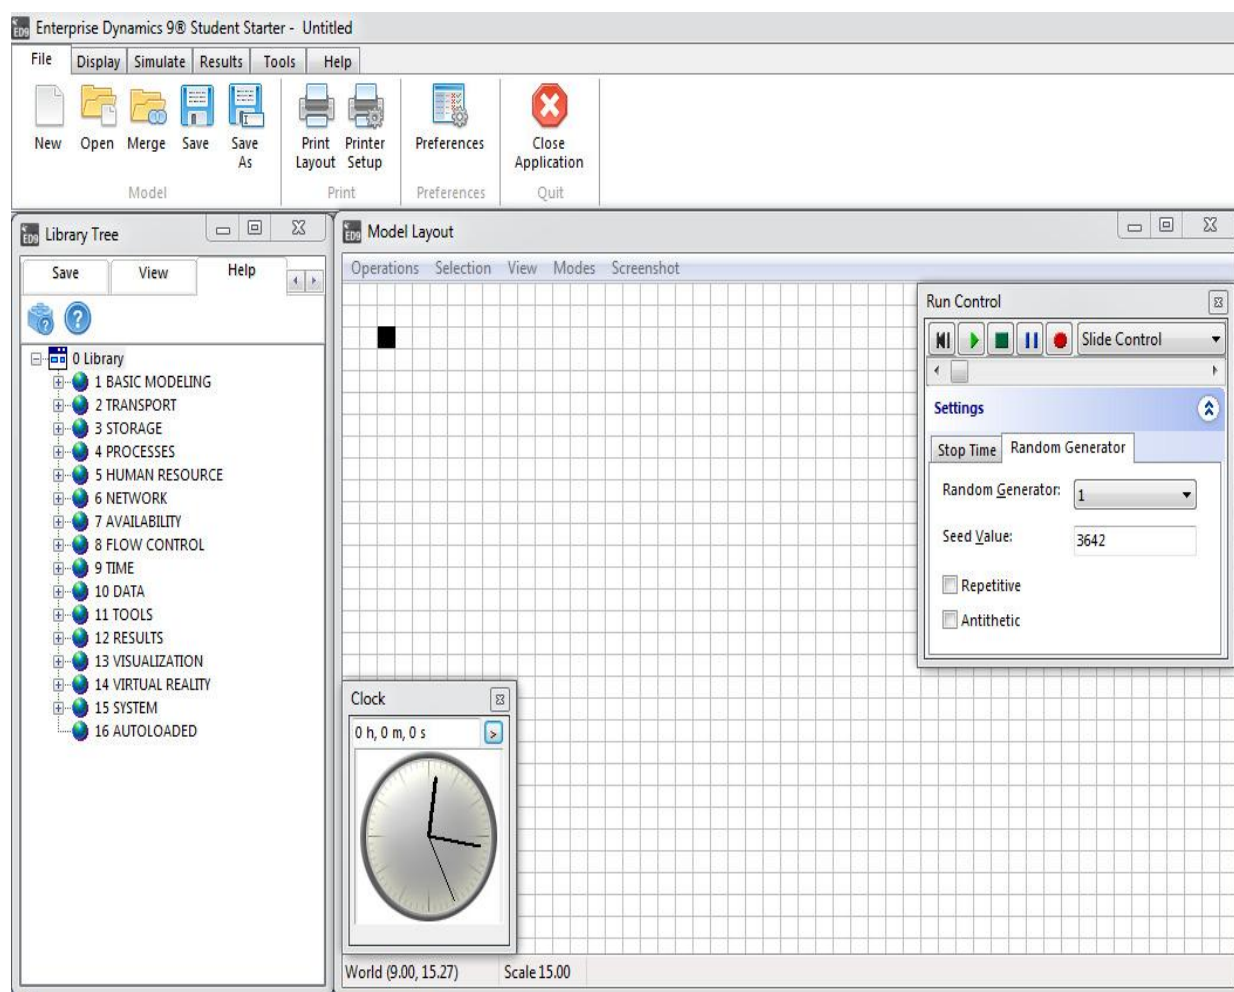 Enterprise Dynamics 9® Student Starter - Untitled
File Display Simulate Results Tools Help
New Open Merge Save Save As Print Layout Printer Setup Preferences Close Application
Model Print Preferences Quit
Library Tree
Save View Help
0 Library
1 BASIC MODELING
2 TRANSPORT
3 STORAGE
4 PROCESSES
5 HUMAN RESOURCE
6 NETWORK
7 AVAILABILITY
8 FLOW CONTROL
9 TIME
10 DATA
11 TOOLS
12 RESULTS
13 VISUALIZATION
14 VIRTUAL REALITY
15 SYSTEM
16 AUTOLOADED
Model Layout
Operations Selection View Modes Screenshot
Run Control
Slide Control
Settings
Stop Time Random Generator
Random Generator: 1
Seed Value: 3642
Repetitive
Antithetic
Clock
0 h, 0 m, 0 s
World (9.00, 15.27) Scale 15.00